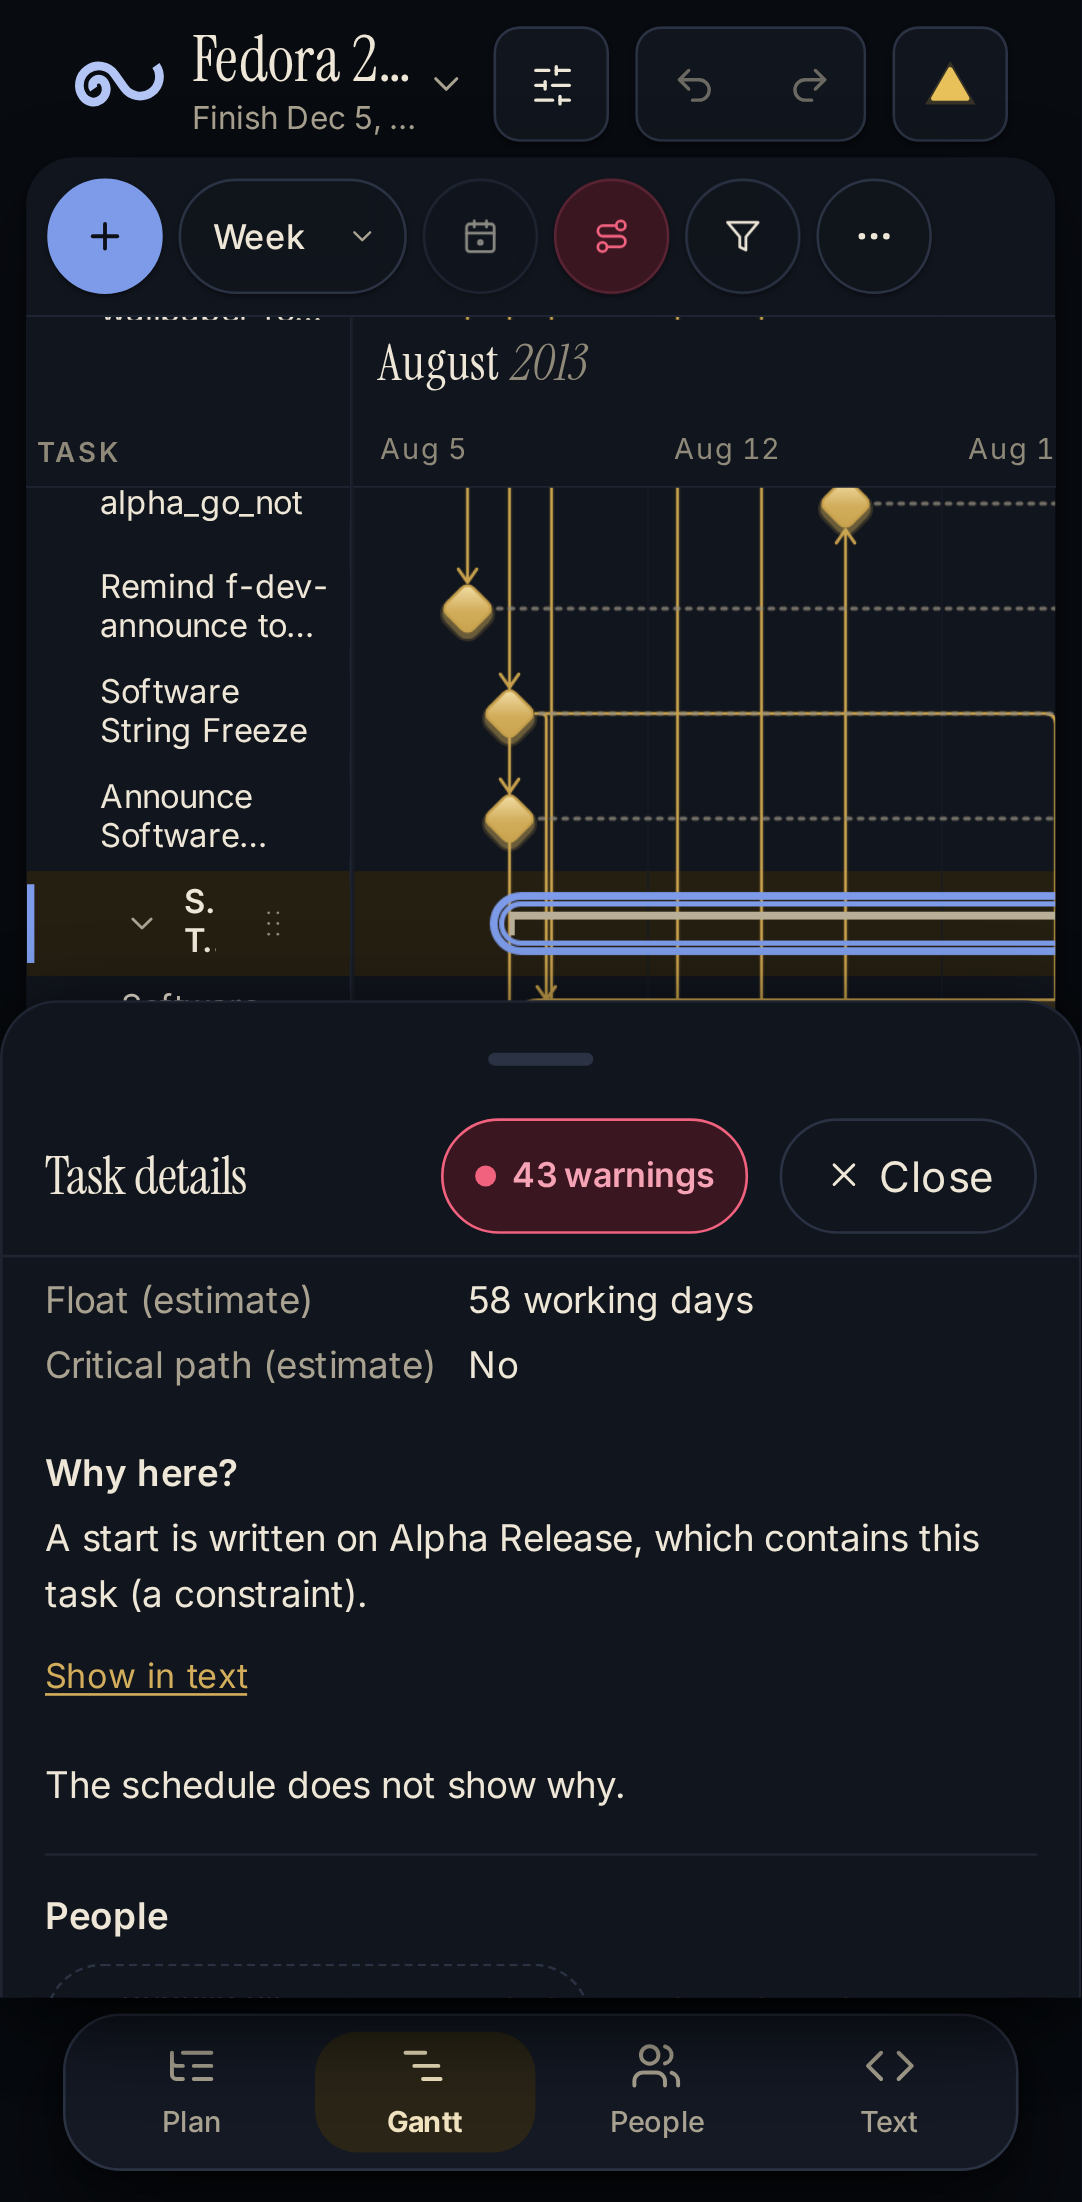 Fedora 2...
Finish Dec 5, ...
Week
August 2013
TASK
Aug 5
Aug 12
Aug 1
alpha_go_not
Remind f-dev-
announce to...
Software
String Freeze
Announce
Software...
S.
T..
Task details
43 warnings
Close
Float (estimate)
58 working days
Critical path (estimate)
No
Why here?
A start is written on Alpha Release, which contains this
task (a constraint).
Show in text
The schedule does not show why.
People
Plan
Gantt
People
Text